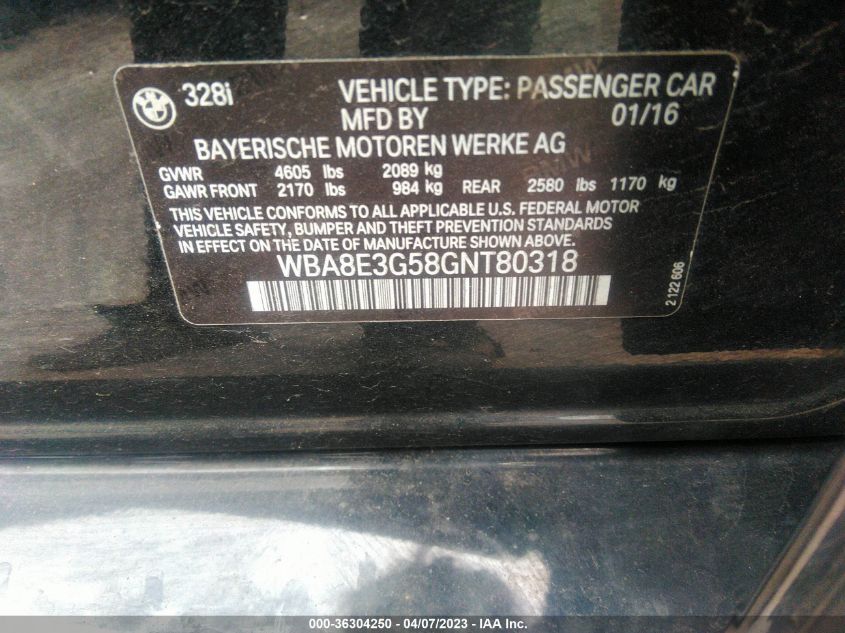 BMW 328i VEHICLE TYPE: PASSENGER CAR
MFD BY 01/16
BAYERISCHE MOTOREN WERKE AG
GVWR 4605 lbs 2089 kg
GAWR FRONT 2170 lbs 984 kg REAR 2580 lbs 1170 kg
THIS VEHICLE CONFORMS TO ALL APPLICABLE U.S. FEDERAL MOTOR
VEHICLE SAFETY, BUMPER AND THEFT PREVENTION STANDARDS
IN EFFECT ON THE DATE OF MANUFACTURE SHOWN ABOVE.
WBA8E3G58GNT80318
2 122 606
000-36304250 - 04/07/2023 - IAA Inc.